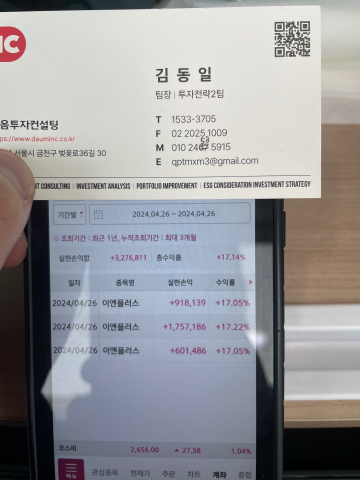 NC
김 동 일
팀장 | 투자전략2팀
T 1533-3705
F 02 2025 1009
M 010 2467 5915
E qptmxm3@gmail.com
음투자컨설팅
ps://www.dauminc.co.kr
서울시 금천구 벚꽃로36길 30
T CONSULTING | INVESTMENT ANALYSIS | PORTFOLIO IMPROVEMENT | ESG CONSIDERATION INVESTMENT STRATEGY
기간별 2024.04.26 ~ 2024.04.26
조회기간 : 최근 1년, 누적조회기간 : 최대 3개월
실현손익합 +3,276,811 총수익률 +17.14%
일자 종목명 실현손익 수익률
2024/04/26 이엔플러스 +918,139 +17.05%
2024/04/26 이엔플러스 +1,757,186 +17.22%
2024/04/26 이엔플러스 +601,486 +17.05%
코스피 2,656.00 ▲ 27.38 1.04%
메뉴 관심종목 현재가 주문 차트 계좌 종합